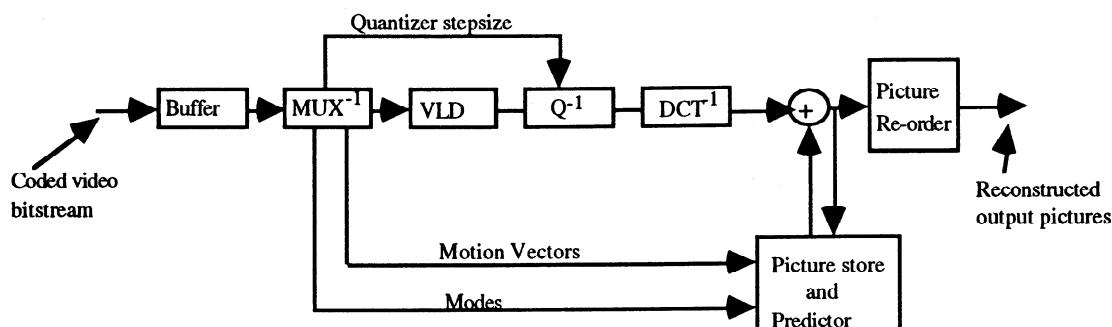 Quantizer stepsize
Buffer
MUX-1
VLD
Q-1
DCT-1
+
Picture
Re-order
Coded video
bitstream
Reconstructed
output pictures
Motion Vectors
Modes
Picture store
and
Predictor